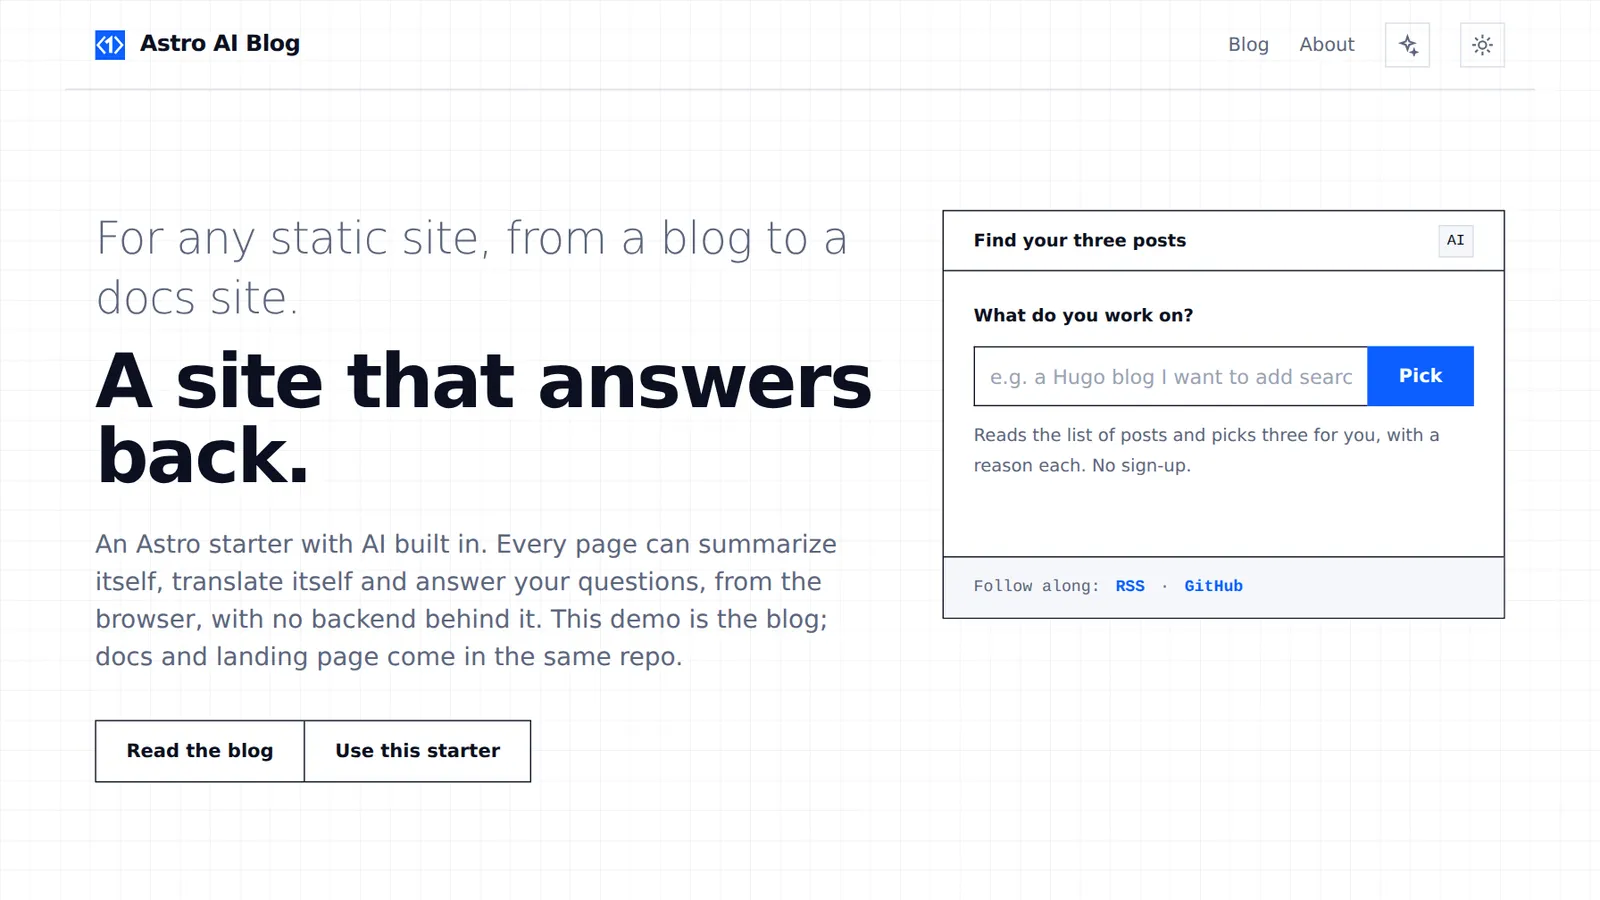 Astro AI Blog
Blog
About
For any static site, from a blog to a
docs site.
A site that answers
back.
An Astro starter with AI built in. Every page can summarize
itself, translate itself and answer your questions, from the
browser, with no backend behind it. This demo is the blog;
docs and landing page come in the same repo.
Read the blog
Use this starter
Find your three posts
AI
What do you work on?
e.g. a Hugo blog I want to add searc
Pick
Reads the list of posts and picks three for you, with a
reason each. No sign-up.
Follow along: RSS · GitHub